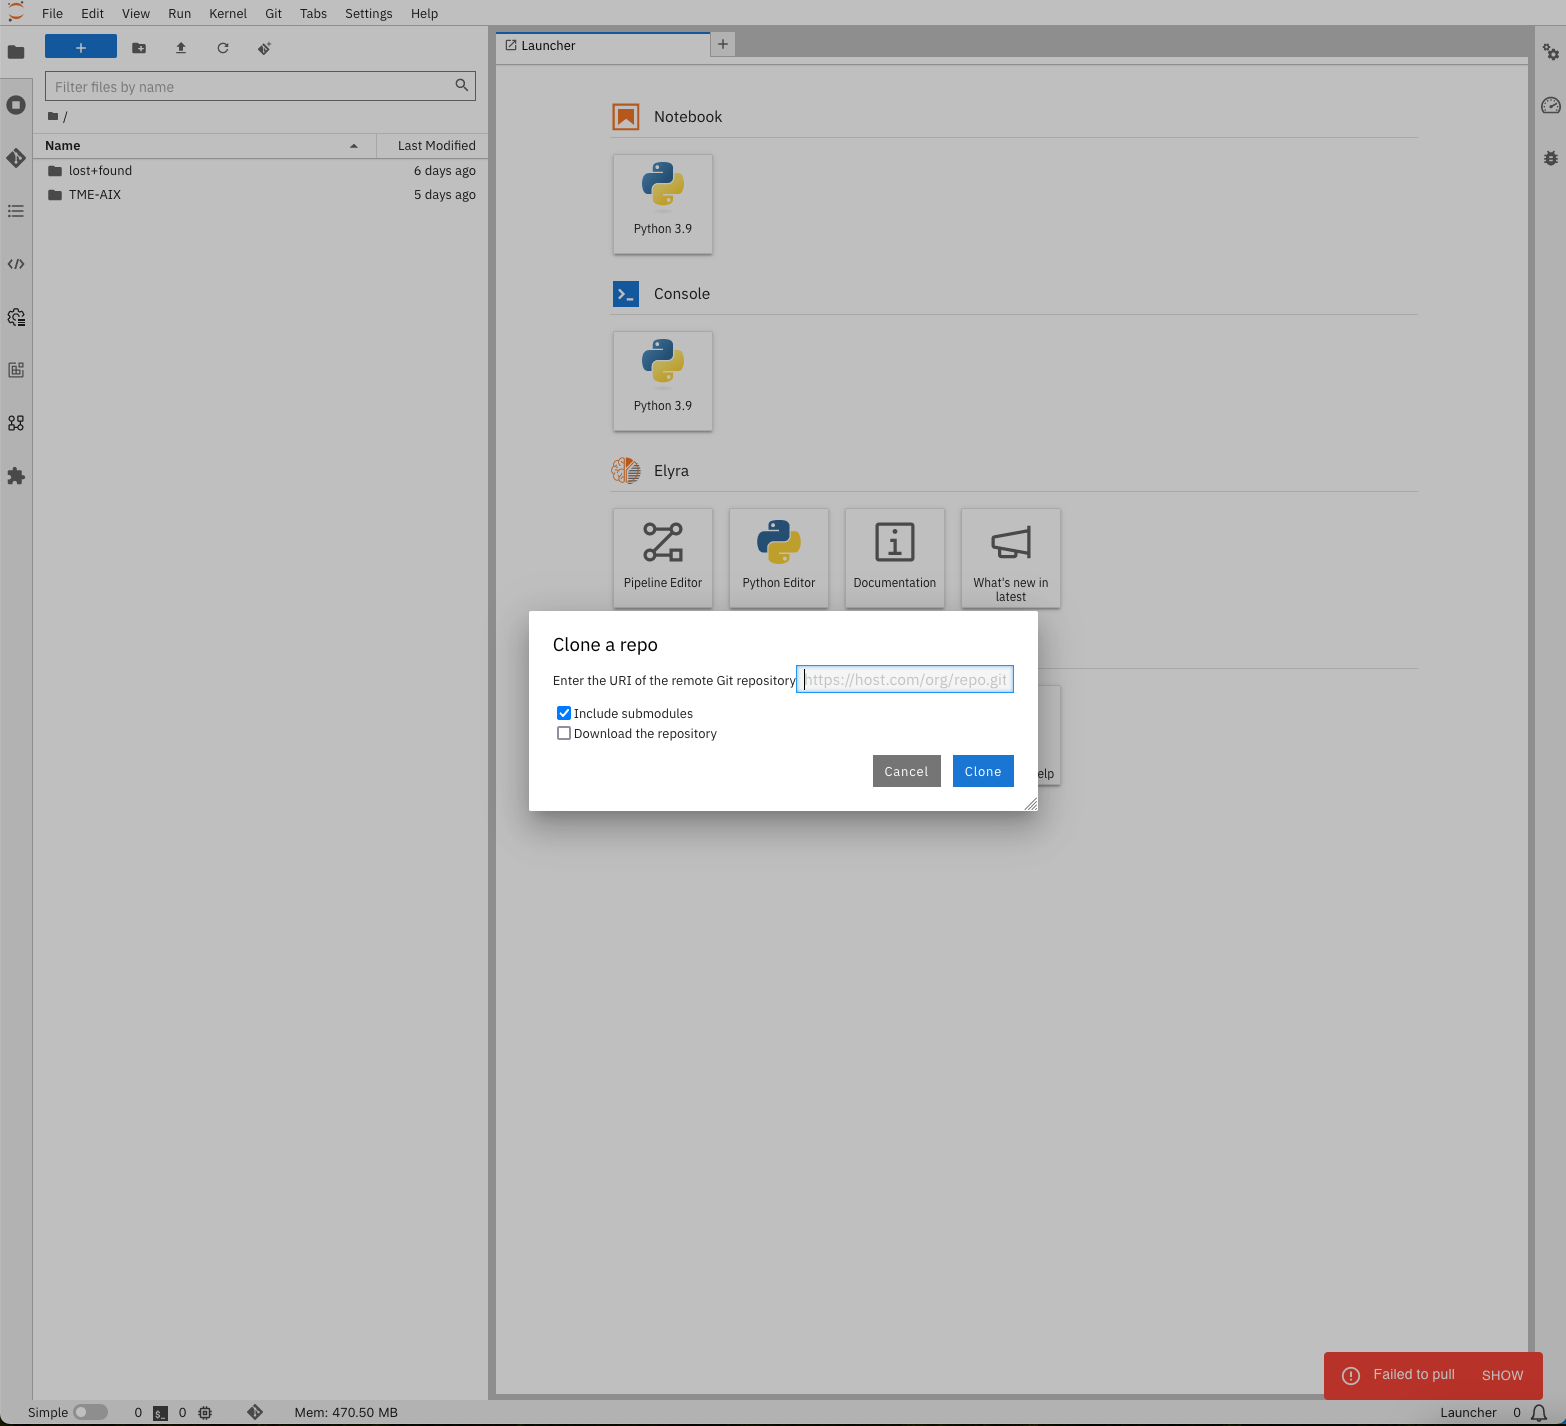 File Edit View Run Kernel Git Tabs Settings Help
+
Filter files by name
/
Name Last Modified
lost+found 6 days ago
TME-AIX 5 days ago
Launcher
+
Notebook
Python 3.9
Console
Python 3.9
Elyra
Pipeline Editor
Python Editor
Documentation
What's new in
latest
Clone a repo
Enter the URI of the remote Git repository https://host.com/org/repo.git
Include submodules
Download the repository
Cancel Clone
elp
Failed to pull SHOW
Simple 0 $_ 0 Mem: 470.50 MB Launcher 0